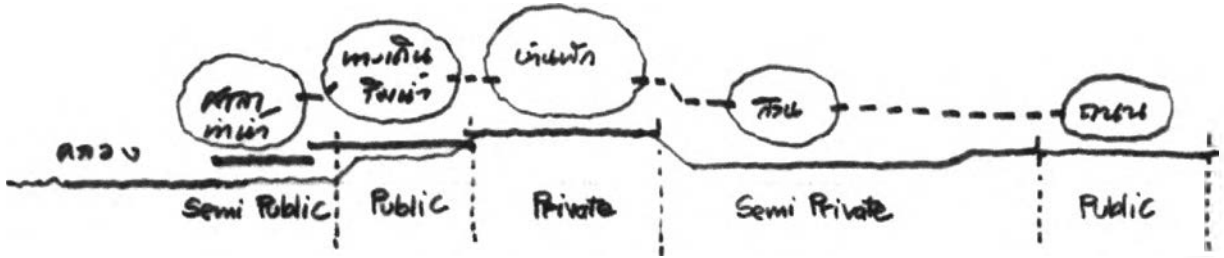 ทางเดิน
ริมน้ำ
บ้านพัก
ศาลา
ท่าน้ำ
สวน
ถนน
คลอง
Semi Public
Public
Private
Semi Private
Public